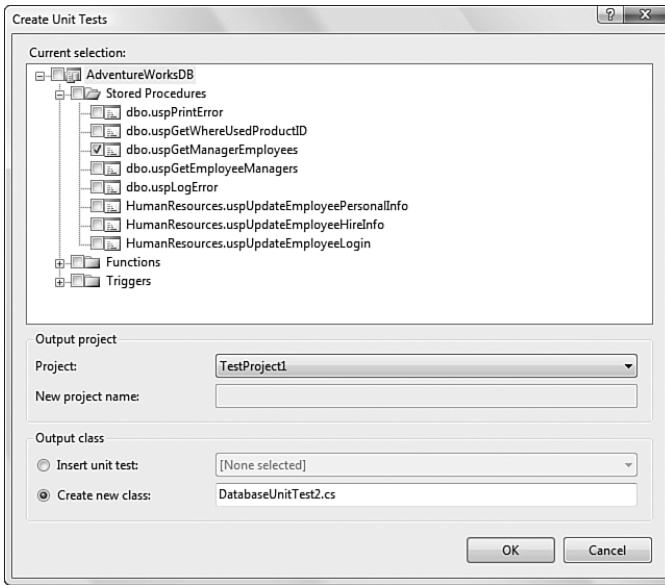 Create Unit Tests
Current selection:
AdventureWorksDB
Stored Procedures
dbo.uspPrintError
dbo.uspGetWhereUsedProductID
dbo.uspGetManagerEmployees
dbo.uspGetEmployeeManagers
dbo.uspLogError
HumanResources.uspUpdateEmployeePersonalInfo
HumanResources.uspUpdateEmployeeHireInfo
HumanResources.uspUpdateEmployeeLogin
Functions
Triggers
Output project
Project: TestProject1
New project name:
Output class
Insert unit test: [None selected]
Create new class: DatabaseUnitTest2.cs
OK Cancel